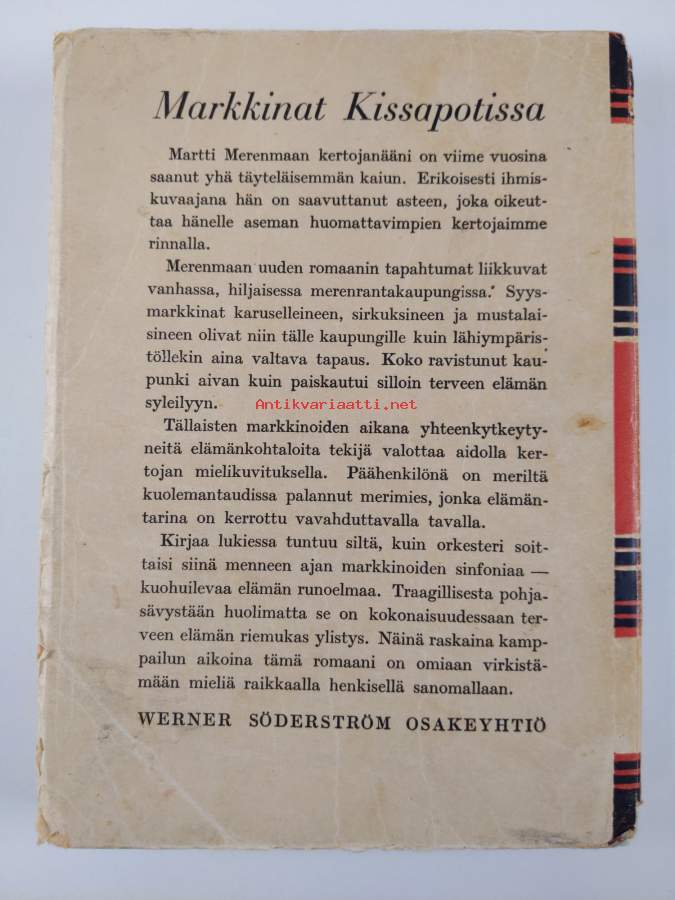 Markkinat Kissapotissa
Martti Merenmaan kertojanääni on viime vuosina
saanut yhä täyteläisemmän kaiun. Erikoisesti ihmis-
kuvaajana hän on saavuttanut asteen, joka oikeut-
taa hänelle aseman huomattavimpien kertojaimme
rinnalla.
Merenmaan uuden romaanin tapahtumat liikkuvat
vanhassa, hiljaisessa merenrantakaupungissa. Syys-
markkinat karuselleineen, sirkuksineen ja mustalai-
sineen olivat niin tälle kaupungille kuin lähiympäris-
töllekin aina valtava tapaus. Koko ravistunut kau-
punki aivan kuin paiskautui silloin terveen elämän
syleilyyn.
Antikvariaatti.net
Tällaisten markkinoiden aikana yhteenkytkeyty-
neitä elämänkohtaloita tekijä valottaa aidolla ker-
tojan mielikuvituksella. Päähenkilönä on meriltä
kuolemantaudissa palannut merimies, jonka elämän-
tarina on kerrottu vavahduttavalla tavalla.
Kirjaa lukiessa tuntuu siltä, kuin orkesteri soit-
taisi siinä menneen ajan markkinoiden sinfoniaa —
kuohuilevaa elämän runoelmaa. Traagillisesta pohja-
sävystään huolimatta se on kokonaisuudessaan ter-
veen elämän riemukas ylistys. Näinä raskaina kamp-
pailun aikoina tämä romaani on omiaan virkistä-
mään mieliä raikkaalla henkisellä sanomallaan.
WERNER SÖDERSTRÖM OSAKEYHTIÖ